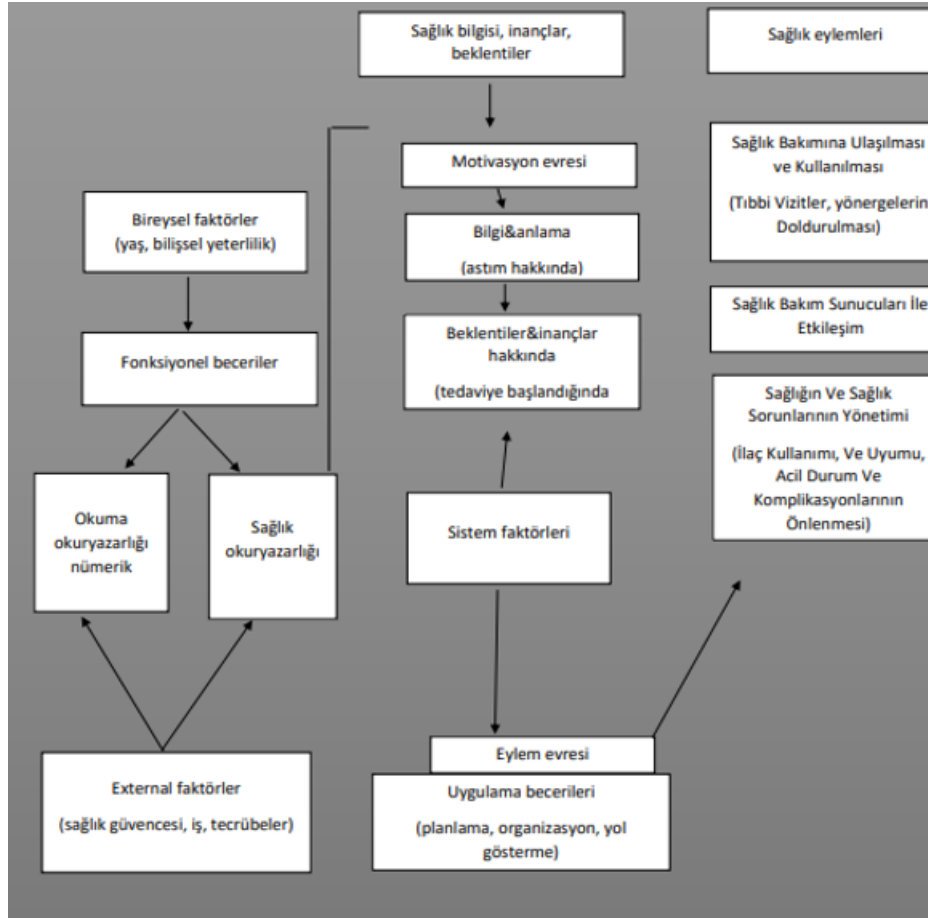 Sağlık bilgisi, inançlar,
beklentiler
Motivasyon evresi
Bilgi&anlama
(astım hakkında)
Beklentiler&inançlar
hakkında
(tedaviye başlandığında
Sistem faktörleri
Eylem evresi
Uygulama becerileri
(planlama, organizasyon, yol
gösterme)
Bireysel faktörler
(yaş, bilişsel yeterlilik)
Fonksiyonel beceriler
Okuma
okuryazarlığı
nümerik
Sağlık
okuryazarlığı
External faktörler
(sağlık güvencesi, iş, tecrübeler)
Sağlık eylemleri
Sağlık Bakımına Ulaşılması
ve Kullanılması
(Tıbbi Vizitler, yönergelerin
Doldurulması)
Sağlık Bakım Sunucuları İle
Etkileşim
Sağlığın Ve Sağlık
Sorunlarının Yönetimi
(İlaç Kullanımı, Ve Uyumu,
Acil Durum Ve
Komplikasyonlarının
Önlenmesi)